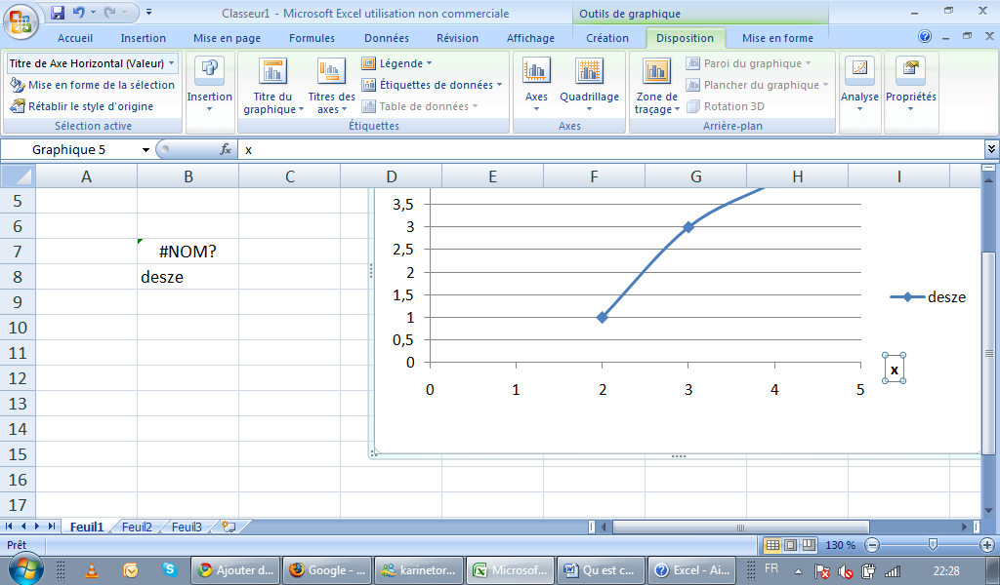 Classeur1 - Microsoft Excel utilisation non commerciale
Outils de graphique
Accueil Insertion Mise en page Formules Données Révision Affichage Création Disposition Mise en forme
Titre de Axe Horizontal (Valeur)
Mise en forme de la sélection
Rétablir le style d'origine
Sélection active
Insertion
Titre du graphique
Titres des axes
Légende
Étiquettes de données
Table de données
Étiquettes
Axes
Quadrillage
Axes
Zone de traçage
Paroi du graphique
Plancher du graphique
Rotation 3D
Arrière-plan
Analyse
Propriétés
Graphique 5 fx x
A B C D E F G H I
5
6
7 #NOM?
8 desze
9
10
11
12
13
14
15
16
17
3,5
3
2,5
2
1,5
1
0,5
0
0 1 2 3 4 5
desze
x
Feuil1 Feuil2 Feuil3
Prêt 130 %
Ajouter d... Google - ... karinetor... Microsof... Qu est c... Excel - Ai... FR 22:28